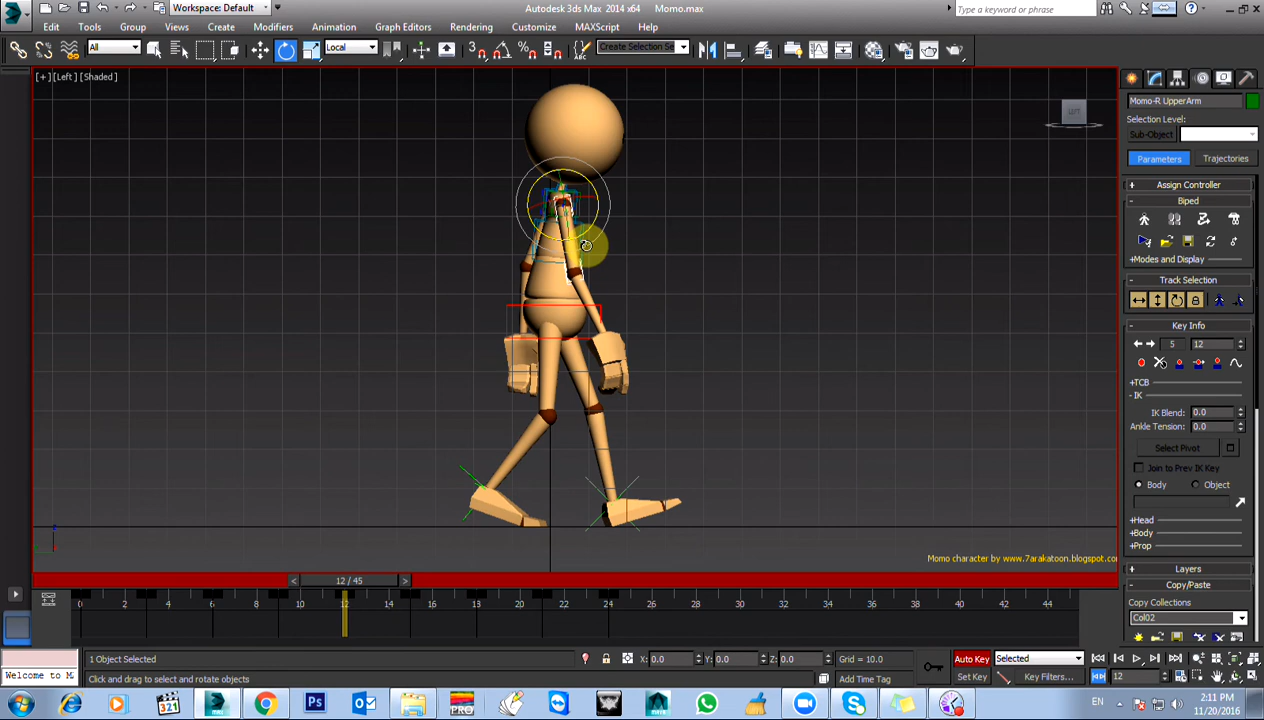 Autodesk 3ds Max 2014 x64 Momo.max
Workspace: Default
Type a keyword or phrase
Edit Tools Group Views Create Modifiers Animation Graph Editors Rendering Customize MAXScript Help
All
Local
Create Selection Se
[+] [Left] [Shaded]
LEFT
Momo-R UpperArm
Selection Level:
Sub-Object
Parameters Trajectories
+ Assign Controller
- Biped
+Modes and Display
- Track Selection
- Key Info
5 12
+TCB
- IK
IK Blend: 0.0
Ankle Tension: 0.0
Select Pivot
Join to Prev IK Key
Body Object
+Head
+Body
+Prop
+ Layers
- Copy/Paste
Copy Collections
Col02
Momo character by www.7arakatoon.blogspot.com
< 12 / 45 >
0 2 4 6 8 10 12 14 16 18 20 22 24 26 28 30 32 34 36 38 40 42 44
1 Object Selected
X: 0.0 Y: 0.0 Z: 0.0 Grid = 10.0
Auto Key Selected
Welcome to M
Click and drag to select and rotate objects
Add Time Tag
Set Key Key Filters...
12
321
Ps
PRO
EN
2:11 PM
11/20/2016